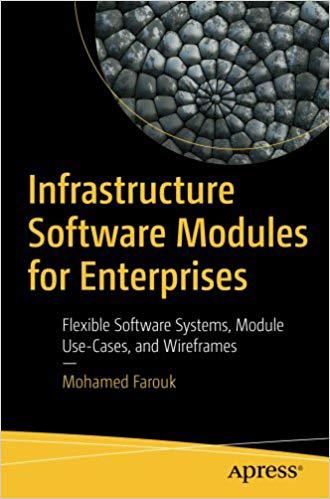 Infrastructure
Software Modules
for Enterprises
Flexible Software Systems, Module
Use-Cases, and Wireframes
—
Mohamed Farouk
Apress®